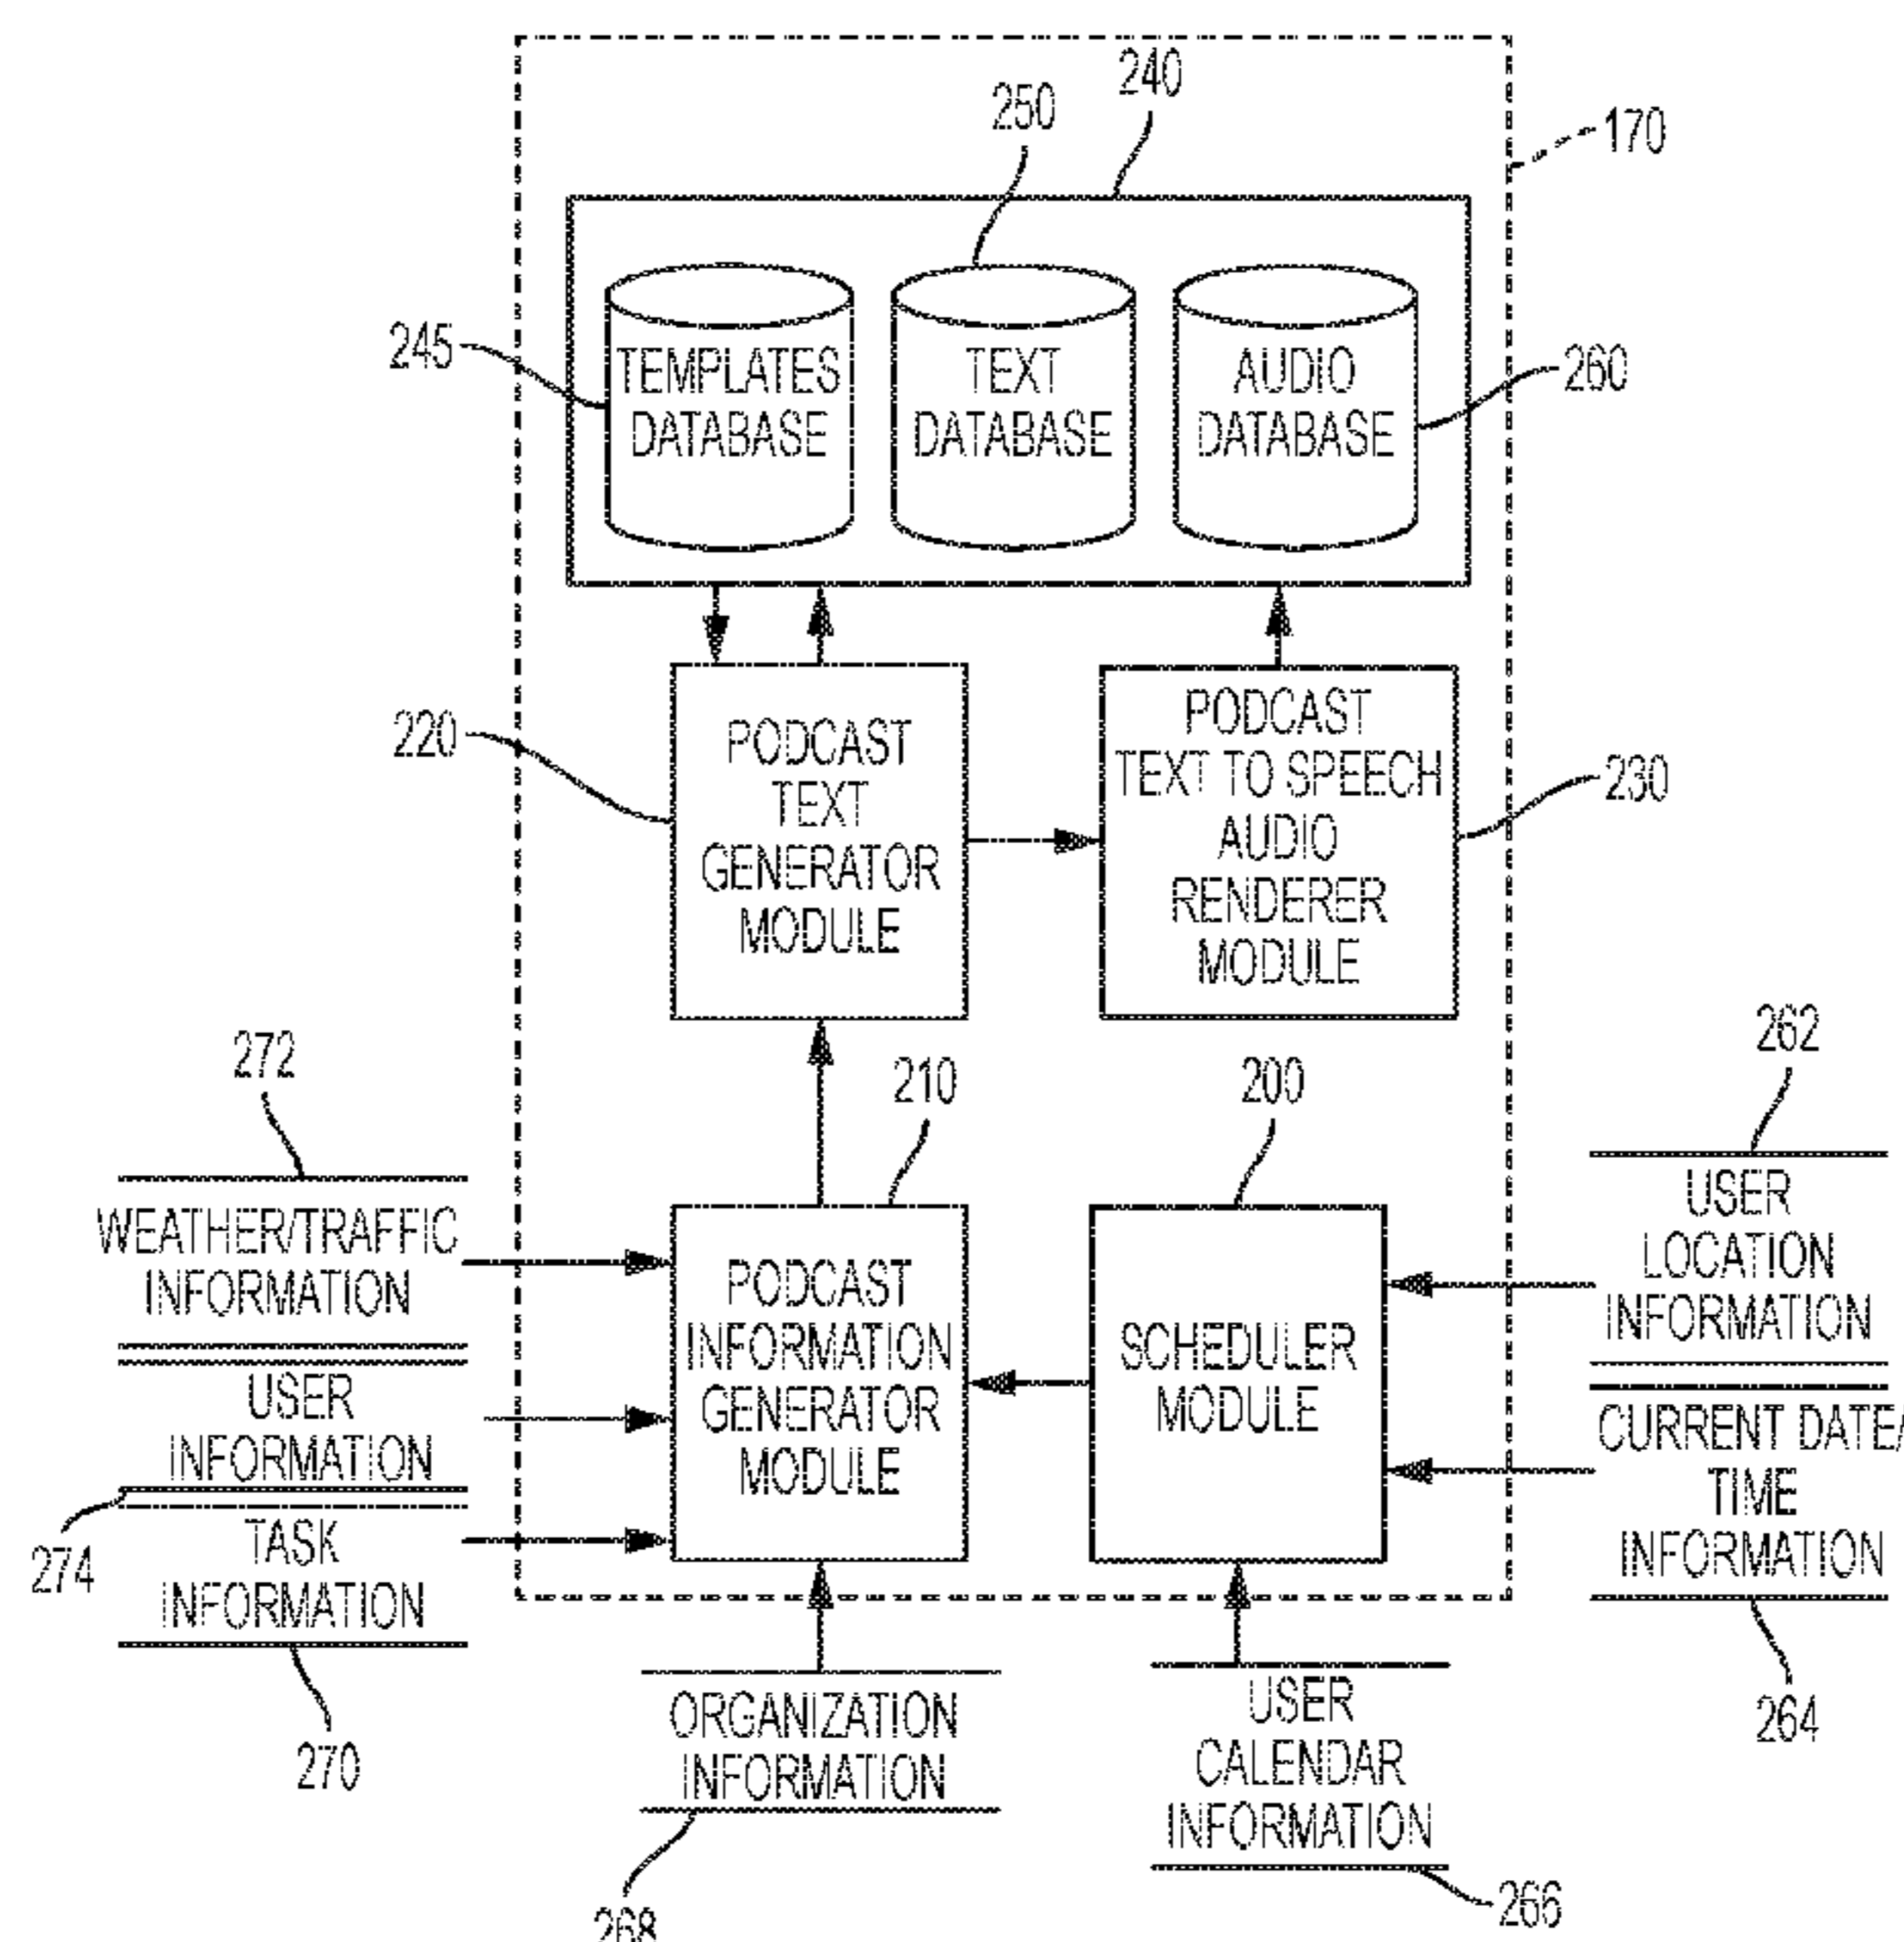 240
250
170
245
TEMPLATES
DATABASE
TEXT
DATABASE
AUDIO
DATABASE
260
220
PODCAST
TEXT
GENERATOR
MODULE
PODCAST
TEXT TO SPEECH
AUDIO
RENDERER
MODULE
230
272
210
200
262
WEATHER/TRAFFIC
INFORMATION
USER
INFORMATION
274
TASK
INFORMATION
270
PODCAST
INFORMATION
GENERATOR
MODULE
SCHEDULER
MODULE
USER
LOCATION
INFORMATION
CURRENT DATE/
TIME
INFORMATION
264
ORGANIZATION
INFORMATION
268
USER
CALENDAR
INFORMATION
266